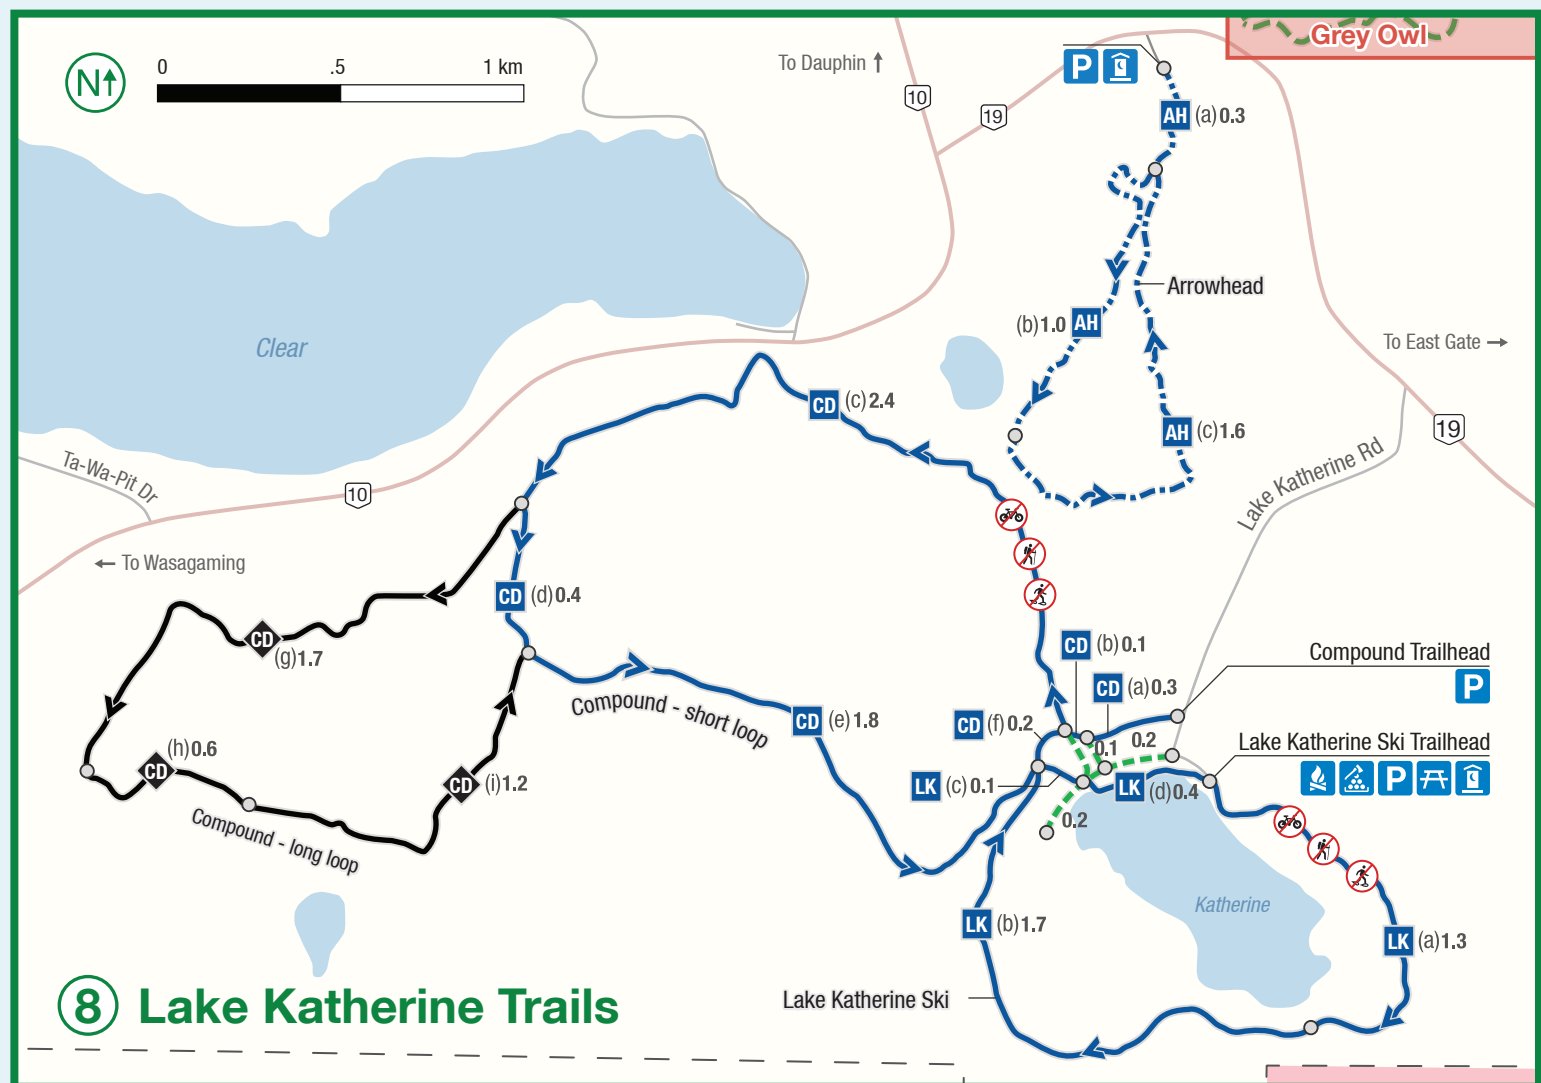 Grey Owl
N
0 .5 1 km
To Dauphin
10
19
P
AH (a) 0.3
Arrowhead
(b) 1.0 AH
Clear
To East Gate
CD (c) 2.4
AH (c) 1.6
19
Lake Katherine Rd
Ta-Wa-Pit Dr
10
To Wasagaming
CD (d) 0.4
CD (g) 1.7
CD (b) 0.1
Compound Trailhead
P
CD (a) 0.3
Compound - short loop
CD (e) 1.8
CD (f) 0.2
0.1
0.2
Lake Katherine Ski Trailhead
P
(h) 0.6
CD
CD (i) 1.2
LK (c) 0.1
LK (d) 0.4
0.2
Compound - long loop
Katherine
LK (b) 1.7
LK (a) 1.3
Lake Katherine Ski
8 Lake Katherine Trails